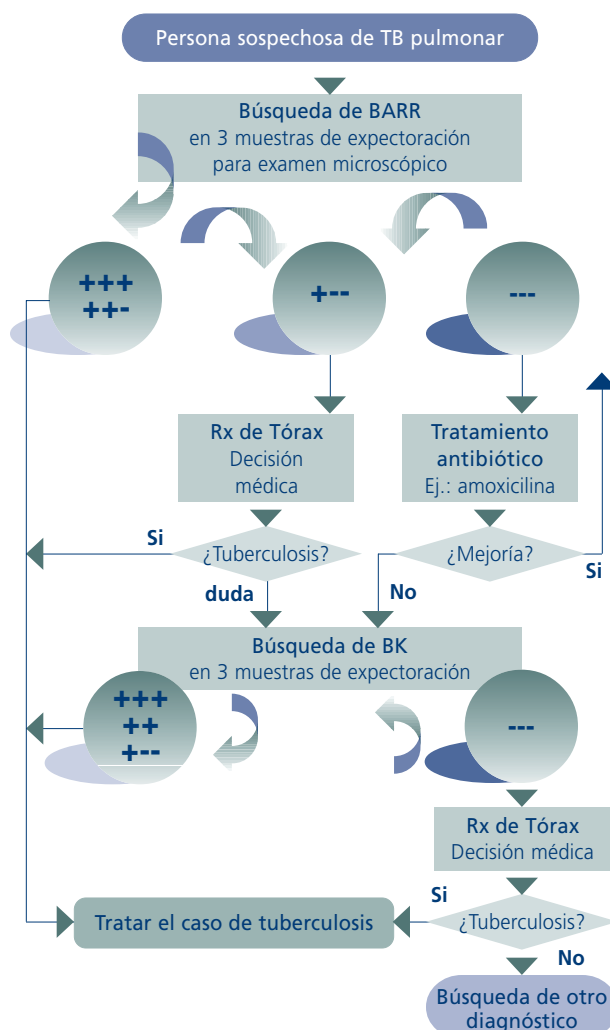 Persona sospechosa de TB pulmonar
Búsqueda de BARR
en 3 muestras de expectoración
para examen microscópico
+++
++-
+--
---
Rx de Tórax
Decisión
médica
Tratamiento
antibiótico
Ej.: amoxicilina
Si
¿Tuberculosis?
¿Mejoría?
Si
duda
No
Búsqueda de BK
en 3 muestras de expectoración
+++
++
+--
---
Rx de Tórax
Decisión médica
Si
Tratar el caso de tuberculosis
¿Tuberculosis?
No
Búsqueda de otro
diagnóstico